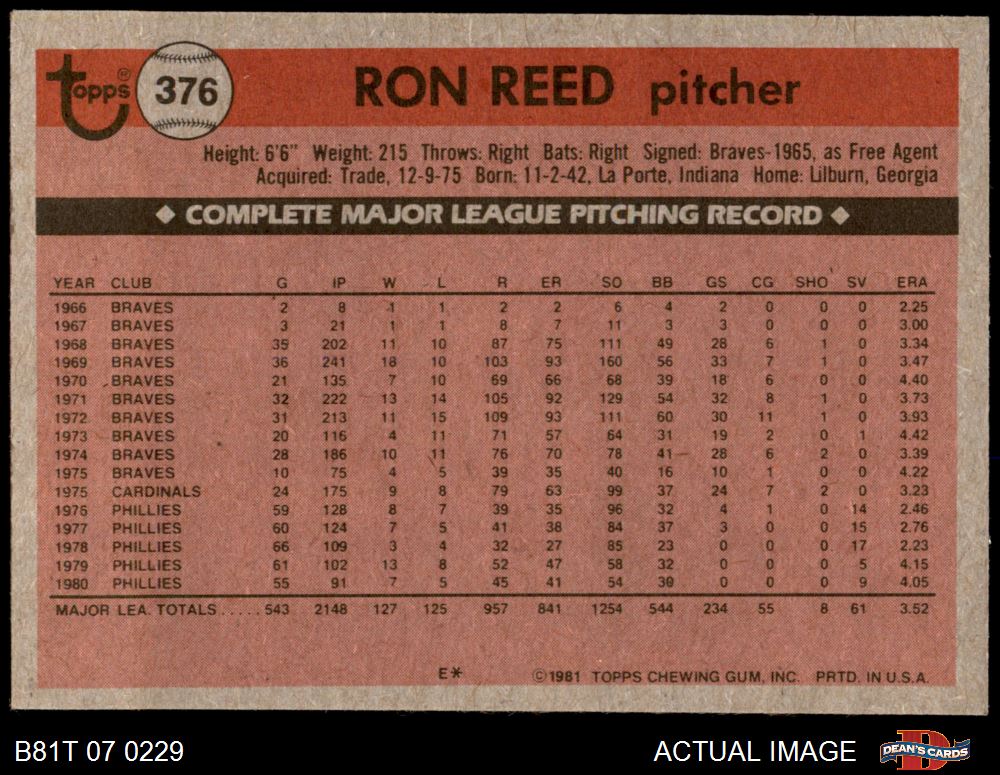 topps® 376 RON REED pitcher
Height: 6'6" Weight: 215 Throws: Right Bats: Right Signed: Braves-1965, as Free Agent
Acquired: Trade, 12-9-75 Born: 11-2-42, La Porte, Indiana Home: Lilburn, Georgia
◆ COMPLETE MAJOR LEAGUE PITCHING RECORD ◆
YEAR CLUB G IP W L R ER SO BB GS CG SHO SV ERA
1966 BRAVES 2 8 1 1 2 2 6 4 2 0 0 0 2.25
1967 BRAVES 3 21 1 1 8 7 11 3 3 0 0 0 3.00
1968 BRAVES 35 202 11 10 87 75 111 49 28 6 1 0 3.34
1969 BRAVES 36 241 18 10 103 93 160 56 33 7 1 0 3.47
1970 BRAVES 21 135 7 10 69 66 68 39 18 6 0 0 4.40
1971 BRAVES 32 222 13 14 105 92 129 54 32 8 1 0 3.73
1972 BRAVES 31 213 11 15 109 93 111 60 30 11 1 0 3.93
1973 BRAVES 20 116 4 11 71 57 64 31 19 2 0 1 4.42
1974 BRAVES 28 186 10 11 76 70 78 41 28 6 2 0 3.39
1975 BRAVES 10 75 4 5 39 35 40 16 10 1 0 0 4.22
1975 CARDINALS 24 175 9 8 79 63 99 37 24 7 2 0 3.23
1976 PHILLIES 59 128 8 7 39 35 96 32 4 1 0 14 2.46
1977 PHILLIES 60 124 7 5 41 38 84 37 3 0 0 15 2.76
1978 PHILLIES 66 109 3 4 32 27 85 23 0 0 0 17 2.23
1979 PHILLIES 61 102 13 8 52 47 58 32 0 0 0 5 4.15
1980 PHILLIES 55 91 7 5 45 41 54 30 0 0 0 9 4.05
MAJOR LEA. TOTALS ..... 543 2148 127 125 957 841 1254 544 234 55 8 61 3.52
E* ©1981 TOPPS CHEWING GUM, INC. PRTD. IN U.S.A.
B81T 07 0229 ACTUAL IMAGE D DEAN'S CARDS